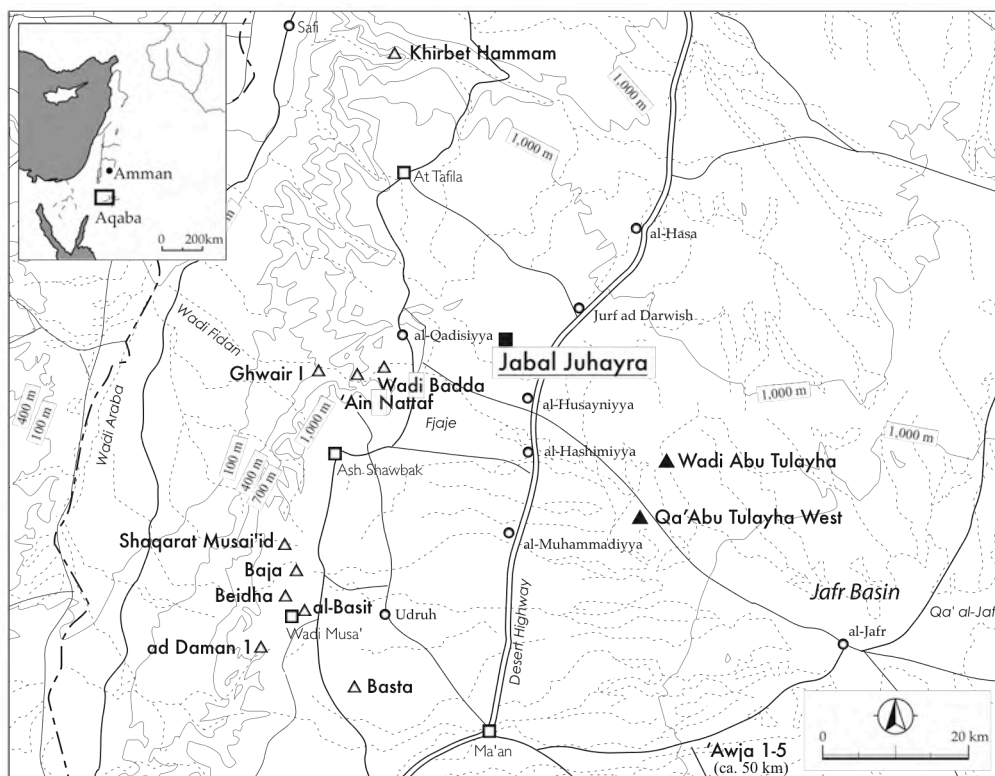 Safi
Khirbet Hammam
1,000 m
1,000 m
Amman
Aqaba
0 200km
m
At Tafila
al-Hasa
Jurf ad Darwish
Wadi Fidan
al-Qadisiyya
Jabal Juhayra
Ghwair I
Wadi Badda
'Ain Nattaf
Fjaje
al-Husayniyya
1,000 m
1,000 m
400 m
100 m
Wadi Araba
1,000 m
100 m
400 m
700 m
Ash Shawbak
al-Hashimiyya
Wadi Abu Tulayha
Qa'Abu Tulayha West
Shaqarat Musai'id
al-Muhammadiyya
Baja
Beidha
al-Basit
Wadi Musa'
Udruh
Desert Highway
Jafr Basin
Qa' al-Jaf
al-Jafr
ad Daman 1
Basta
Ma'an
'Awja 1-5
(ca. 50 km)
0 20 km